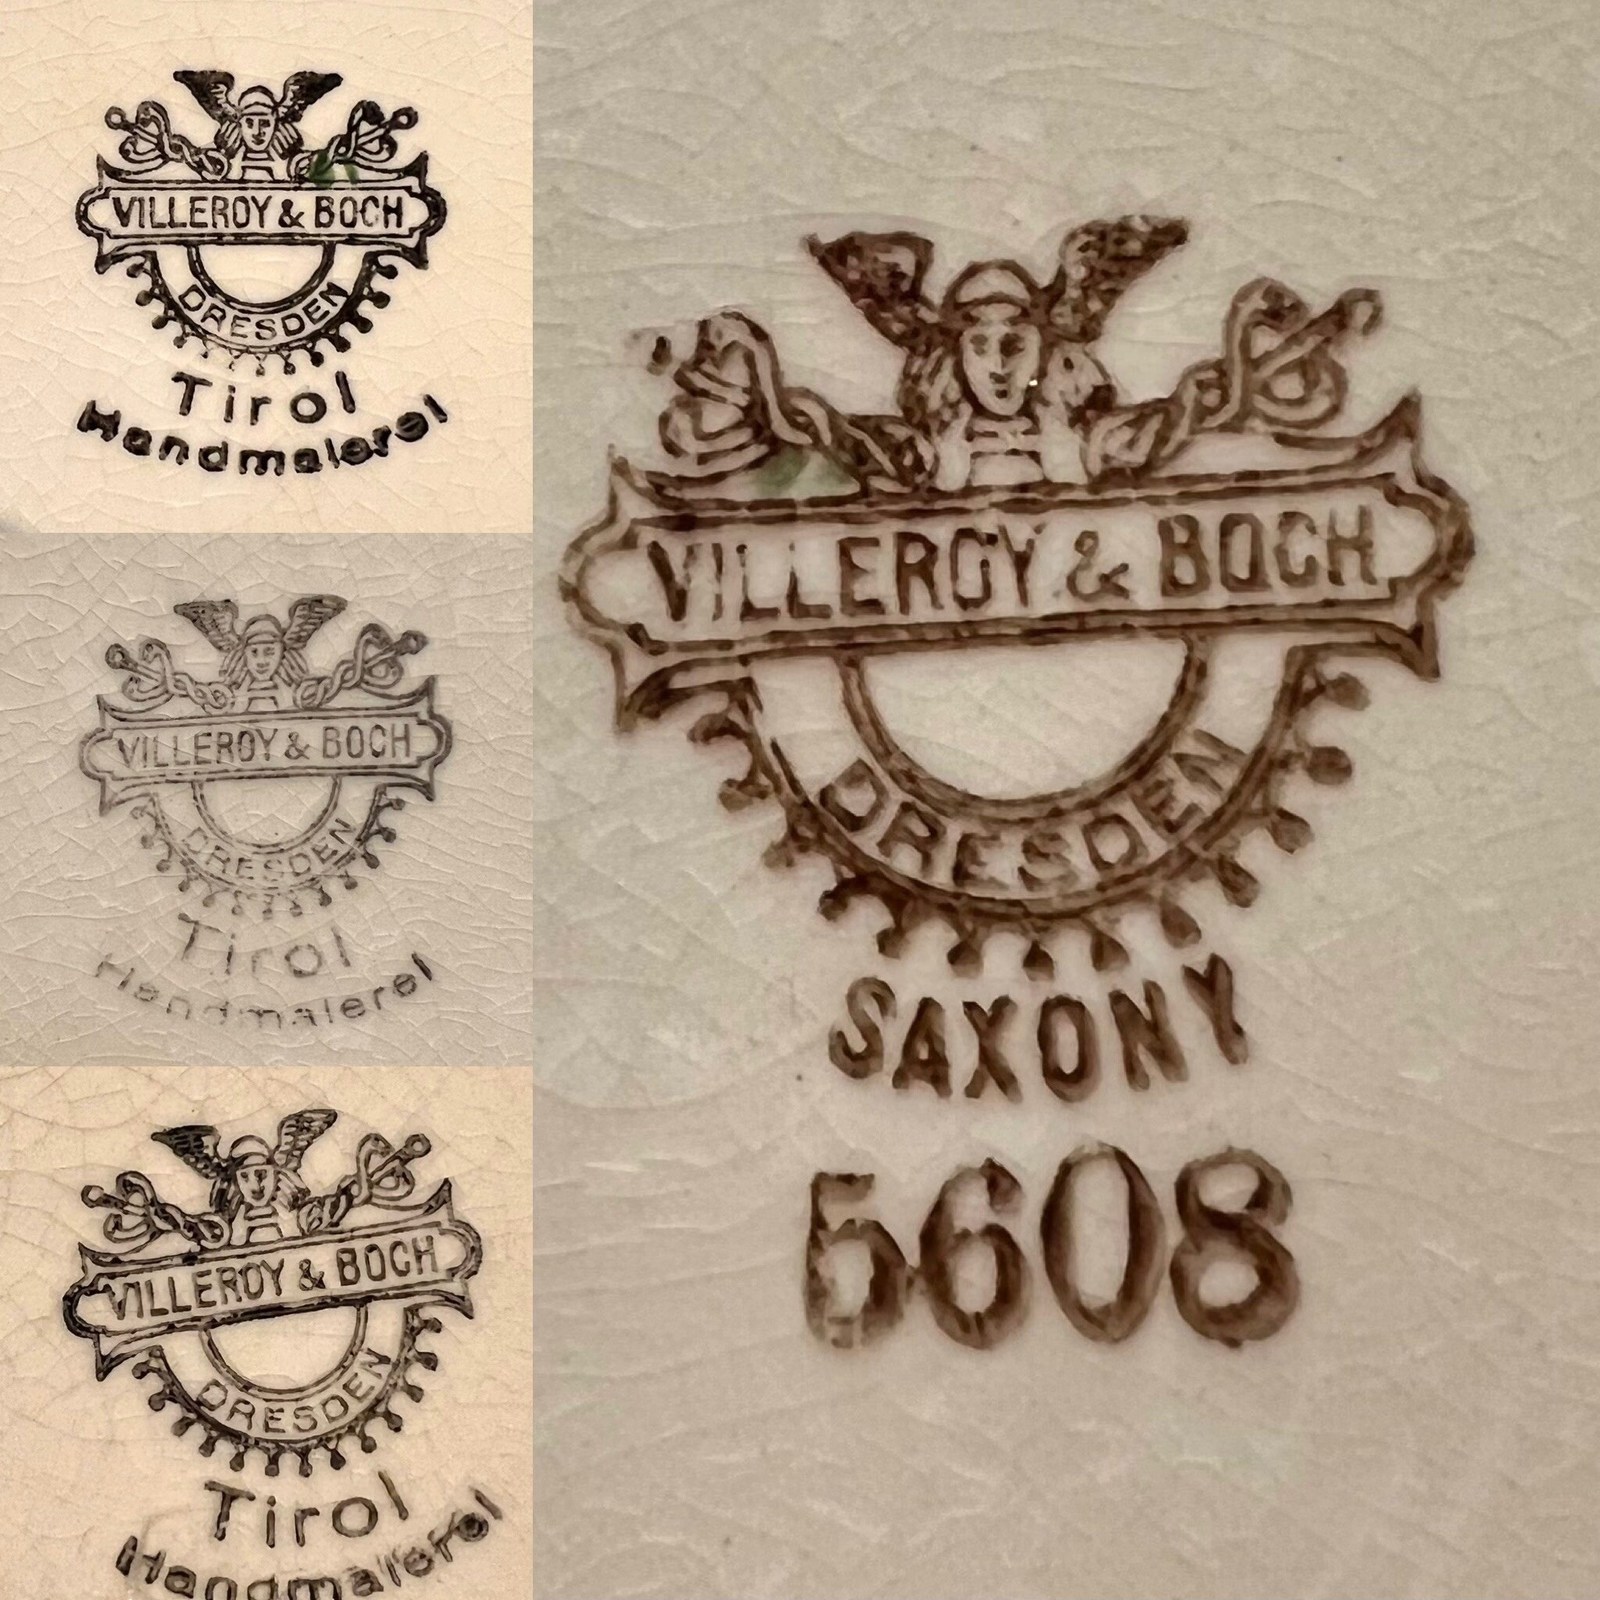 VILLEROY & BOCH
DRESDEN
Tirol
Handmalerei
VILLEROY & BOCH
DRESDEN
Tirol
Handmalerei
VILLEROY & BOCH
DRESDEN
Tirol
Handmalerei
VILLEROY & BOCH
DRESDEN
SAXONY
5608